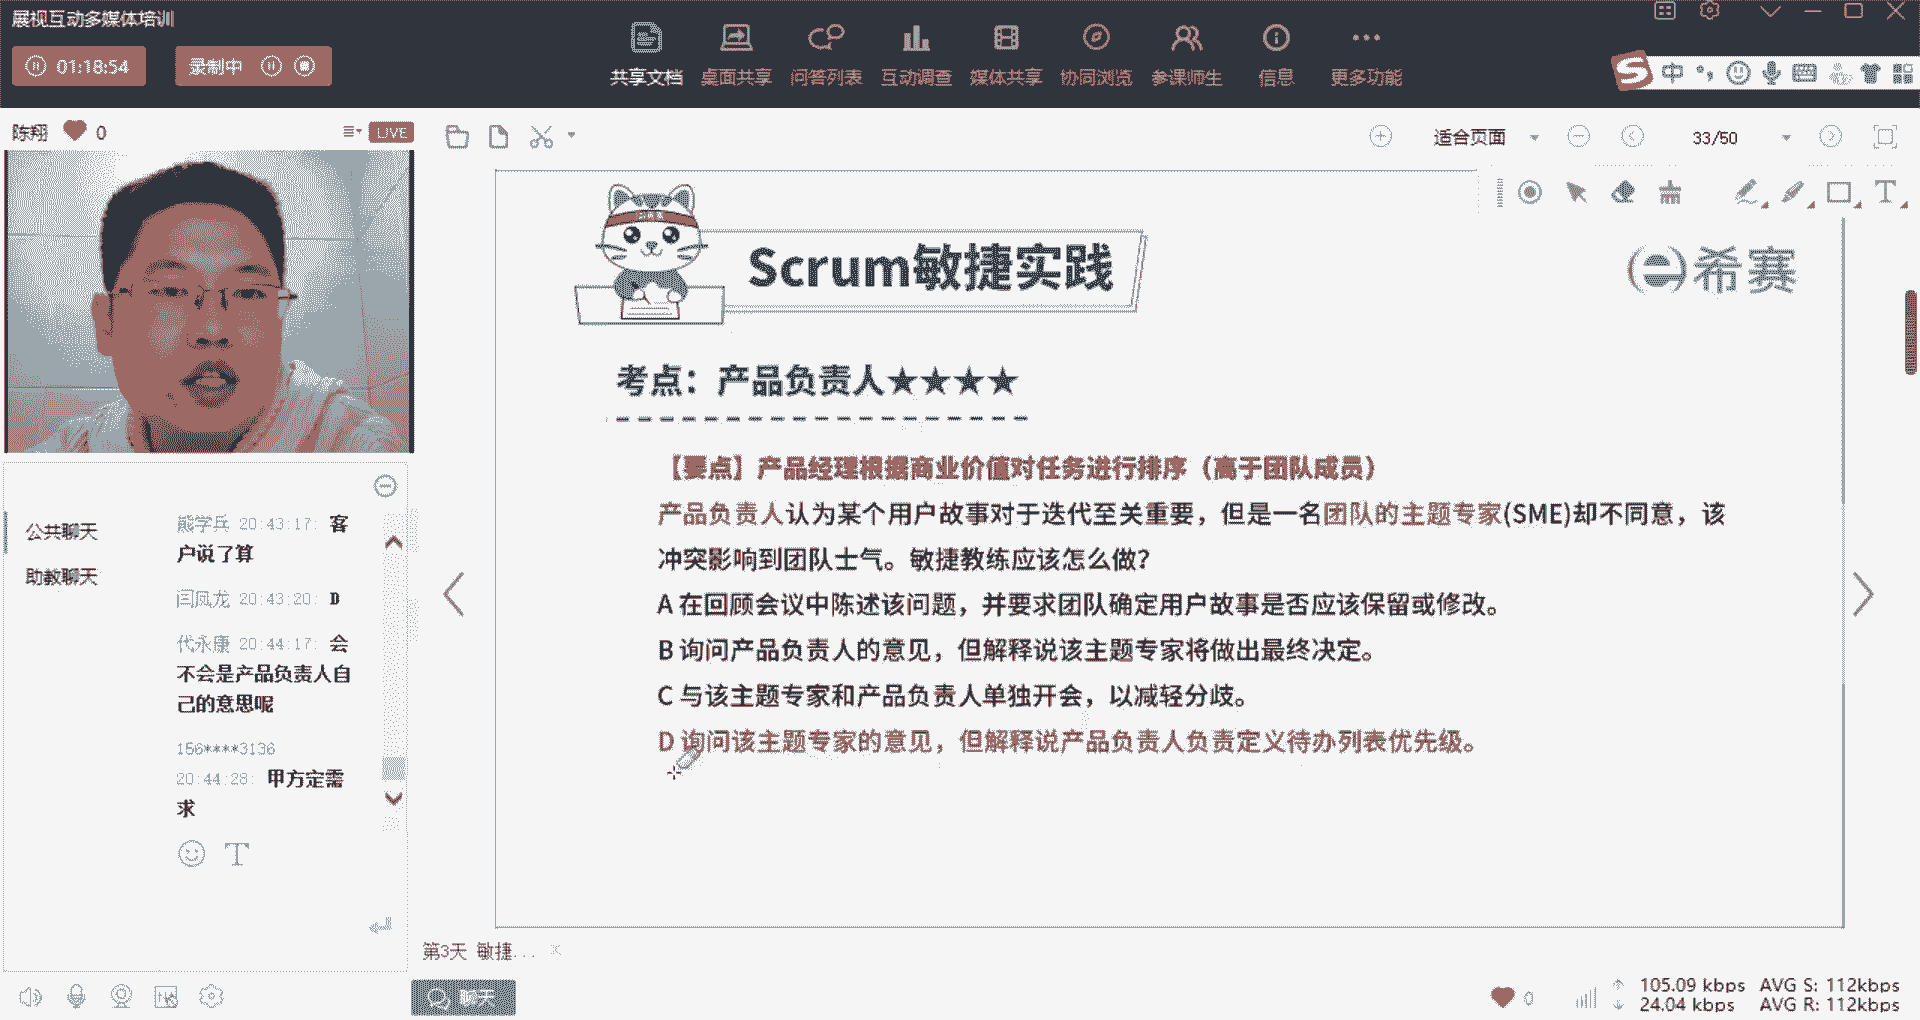 展视互动多媒体培训
01:18:54
录制中
共享文档 桌面共享 问答列表 互动调查 媒体共享 协同浏览 参课师生 信息 更多功能
中
陈翔 0
LIVE
适合页面
33/50
Scrum敏捷实践
希赛
考点：产品负责人★★★★
【要点】产品经理根据商业价值对任务进行排序（高于团队成员）
产品负责人认为某个用户故事对于迭代至关重要，但是一名团队的主题专家(SME)却不同意，该
冲突影响到团队士气。敏捷教练应该怎么做？
A 在回顾会议中陈述该问题，并要求团队确定用户故事是否应该保留或修改。
B 询问产品负责人的意见，但解释说该主题专家将做出最终决定。
C 与该主题专家和产品负责人单独开会，以减轻分歧。
D 询问该主题专家的意见，但解释说产品负责人负责定义待办列表优先级。
公共聊天
助教聊天
熊学兵 20:43:17: 客
户说了算
闫凤龙 20:43:20: D
代永康 20:44:17: 会
不会是产品负责人自
己的意思呢
156****3136
20:44:28: 甲方定需
求
第3天 敏捷...
聊天
0
105.09 kbps AVG S: 112kbps
24.04 kbps AVG R: 112kbps